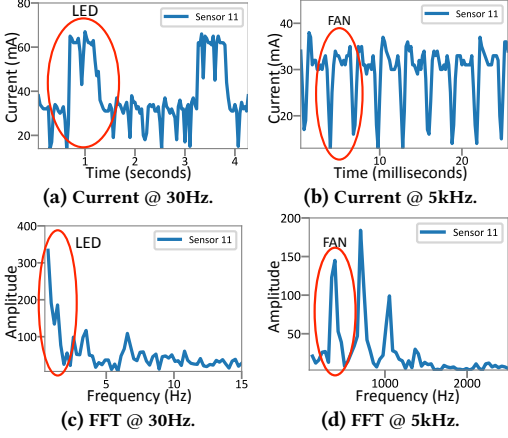 LED
Sensor 11
Current (mA)
80
60
40
20
1
2
3
4
Time (seconds)
(a) Current @ 30Hz.
FAN
Sensor 11
Current (mA)
40
30
20
0
10
20
Time (milliseconds)
(b) Current @ 5kHz.
LED
Sensor 11
Amplitude
400
300
200
100
5
10
15
Frequency (Hz)
(c) FFT @ 30Hz.
FAN
Sensor 11
Amplitude
200
150
100
50
1000
2000
Frequency (Hz)
(d) FFT @ 5kHz.